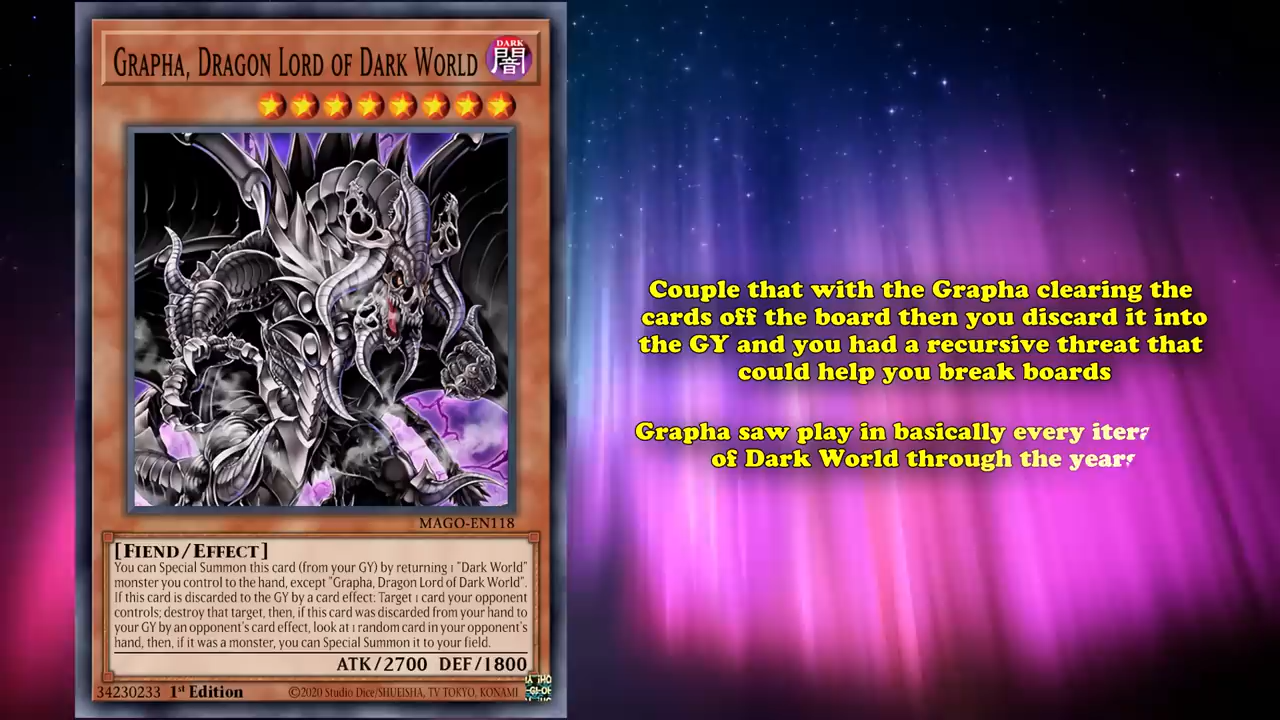 GRAPHA, DRAGON LORD OF DARK WORLD
DARK
闇
MAGO-EN118
[FIEND/EFFECT]
You can Special Summon this card (from your GY) by returning 1 "Dark World"
monster you control to the hand, except "Grapha, Dragon Lord of Dark World".
If this card is discarded to the GY by a card effect: Target 1 card your opponent
controls; destroy that target, then, if this card was discarded from your hand to
your GY by an opponent's card effect, look at 1 random card in your opponent's
hand, then, if it was a monster, you can Special Summon it to your field.
ATK/2700 DEF/1800
34230233 1st Edition ©2020 Studio Dice/SHUEISHA, TV TOKYO, KONAMI
Couple that with the Grapha clearing the
cards off the board then you discard it into
the GY and you had a recursive threat that
could help you break boards
Grapha saw play in basically every itera
of Dark World through the years